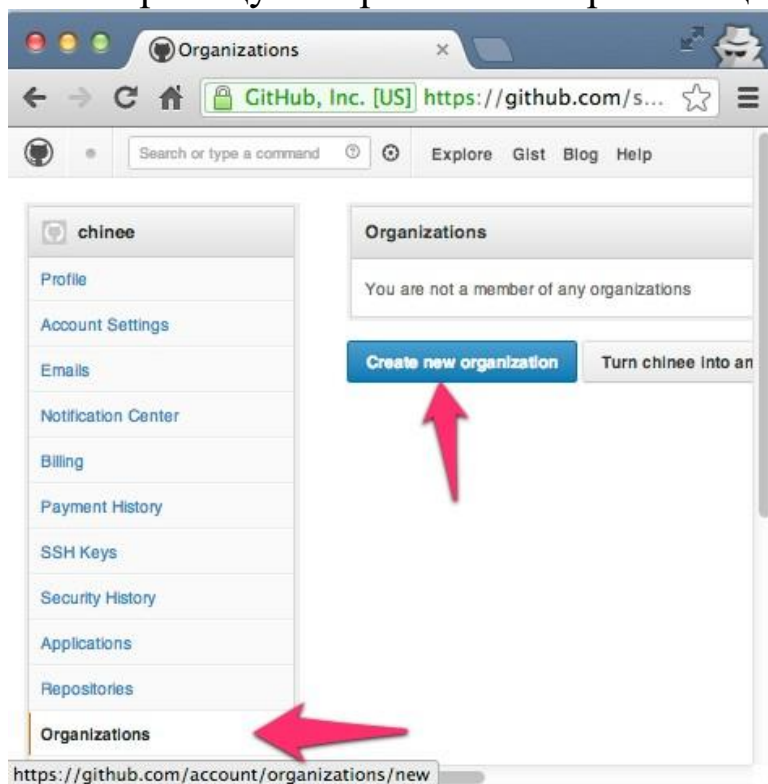 Organizations
GitHub, Inc. [US] https://github.com/s...
Search or type a command
Explore Gist Blog Help
chinee
Profile
Account Settings
Emails
Notification Center
Billing
Payment History
SSH Keys
Security History
Applications
Repositories
Organizations
Organizations
You are not a member of any organizations
Create new organization
Turn chinee into an
https://github.com/account/organizations/new